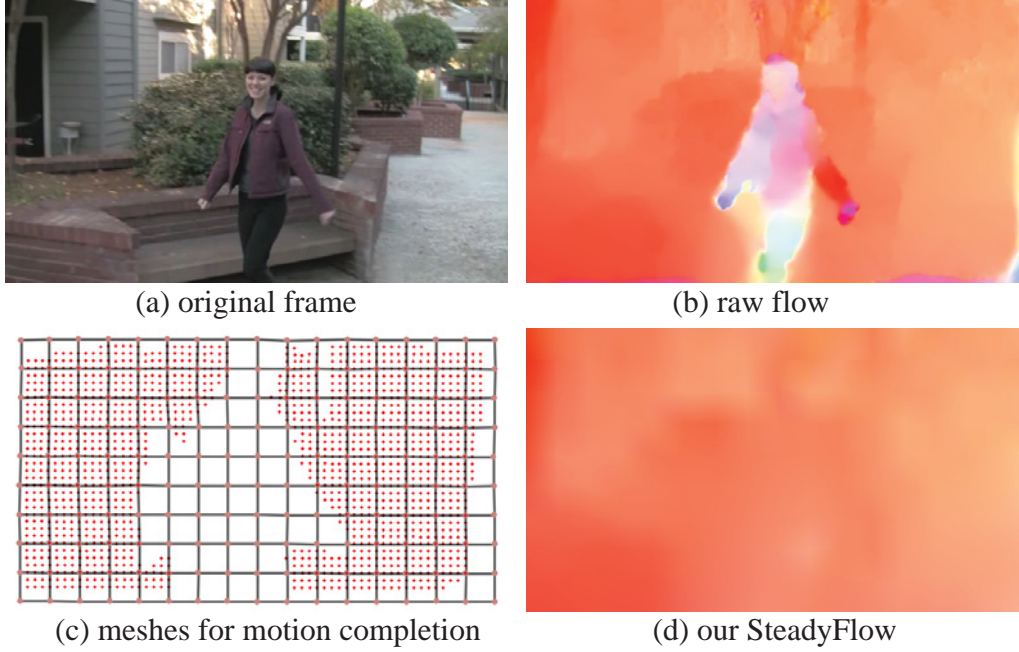 (a) original frame
(b) raw flow
(c) meshes for motion completion
(d) our SteadyFlow